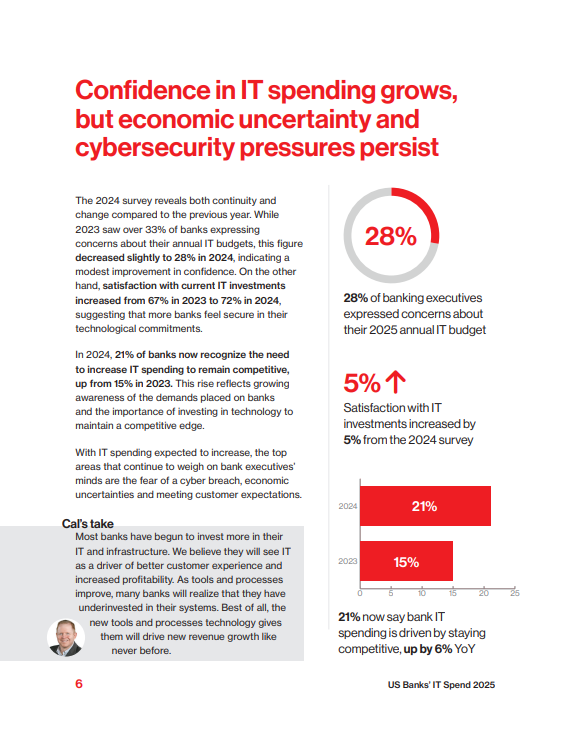 Confidence in IT spending grows,
but economic uncertainty and
cybersecurity pressures persist
The 2024 survey reveals both continuity and
change compared to the previous year. While
2023 saw over 33% of banks expressing
concerns about their annual IT budgets, this figure
decreased slightly to 28% in 2024, indicating a
modest improvement in confidence. On the other
hand, satisfaction with current IT investments
increased from 67% in 2023 to 72% in 2024,
suggesting that more banks feel secure in their
technological commitments.
In 2024, 21% of banks now recognize the need
to increase IT spending to remain competitive,
up from 15% in 2023. This rise reflects growing
awareness of the demands placed on banks
and the importance of investing in technology to
maintain a competitive edge.
With IT spending expected to increase, the top
areas that continue to weigh on bank executives'
minds are the fear of a cyber breach, economic
uncertainties and meeting customer expectations.
Cal's take
Most banks have begun to invest more in their
IT and infrastructure. We believe they will see IT
as a driver of better customer experience and
increased profitability. As tools and processes
improve, many banks will realize that they have
underinvested in their systems. Best of all, the
new tools and processes technology gives
them will drive new revenue growth like
never before.
28%
28% of banking executives
expressed concerns about
their 2025 annual IT budget
5%
Satisfaction with IT
investments increased by
5% from the 2024 survey
2024
21%
2023
15%
0 5 10 15 20 25
21% now say bank IT
spending is driven by staying
competitive, up by 6% YoY
6
US Banks' IT Spend 2025